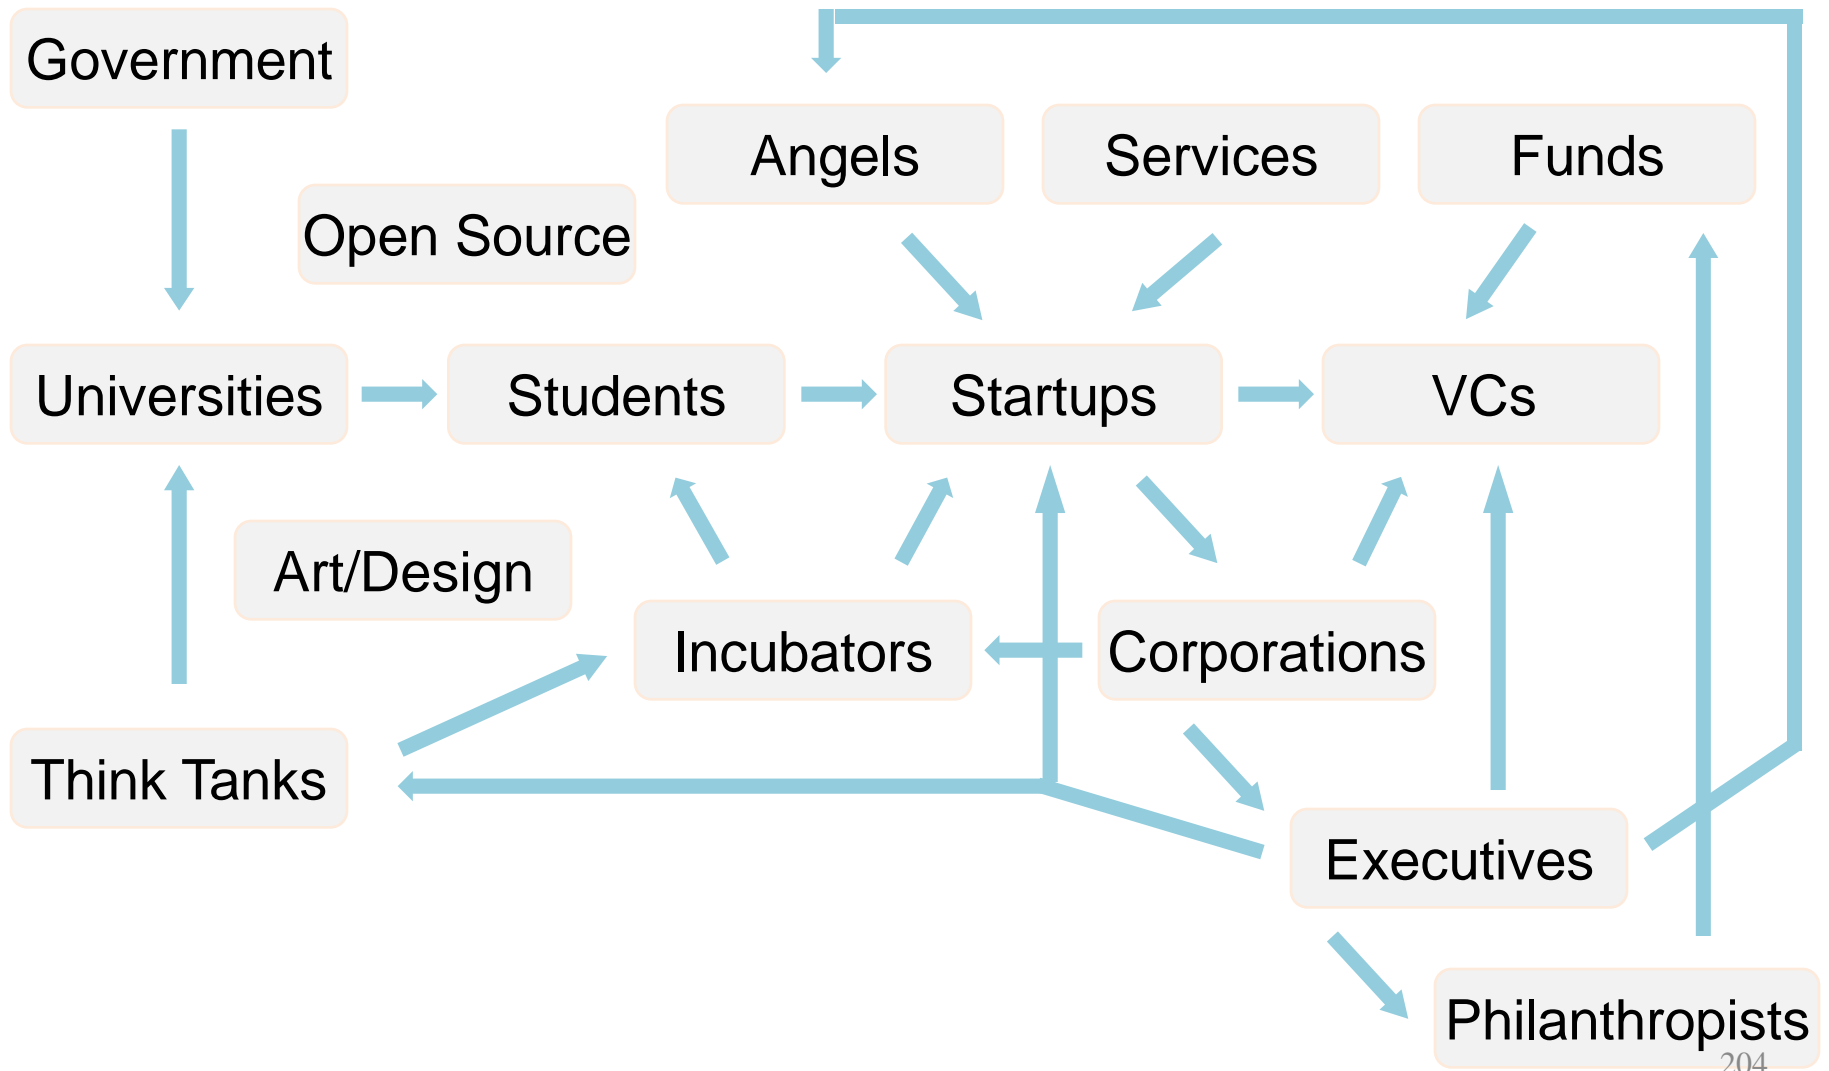 Government
Angels
Services
Funds
Open Source
Universities
Students
Startups
VCs
Art/Design
Incubators
Corporations
Think Tanks
Executives
Philanthropists
204